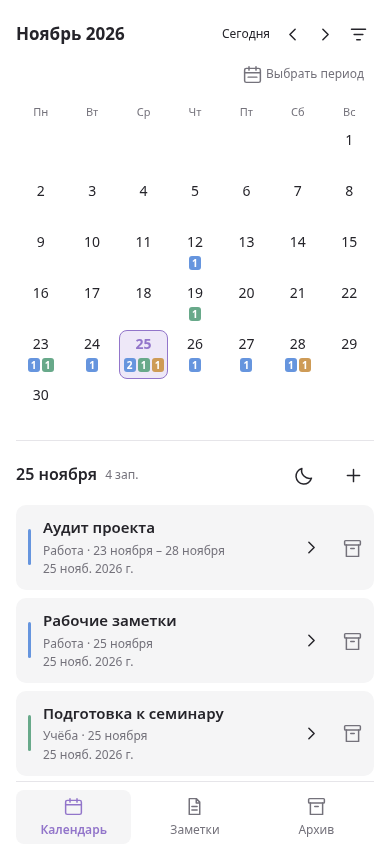 Ноябрь 2026
Сегодня
Выбрать период
Пн Вт Ср Чт Пт Сб Вс
1
2 3 4 5 6 7 8
9 10 11 12 13 14 15
1
16 17 18 19 20 21 22
1
23 24 25 26 27 28 29
1 1 1 2 1 1 1 1 1 1
30
25 ноября 4 зап.
Аудит проекта
Работа · 23 ноября – 28 ноября
25 нояб. 2026 г.
Рабочие заметки
Работа · 25 ноября
25 нояб. 2026 г.
Подготовка к семинару
Учёба · 25 ноября
25 нояб. 2026 г.
Календарь Заметки Архив